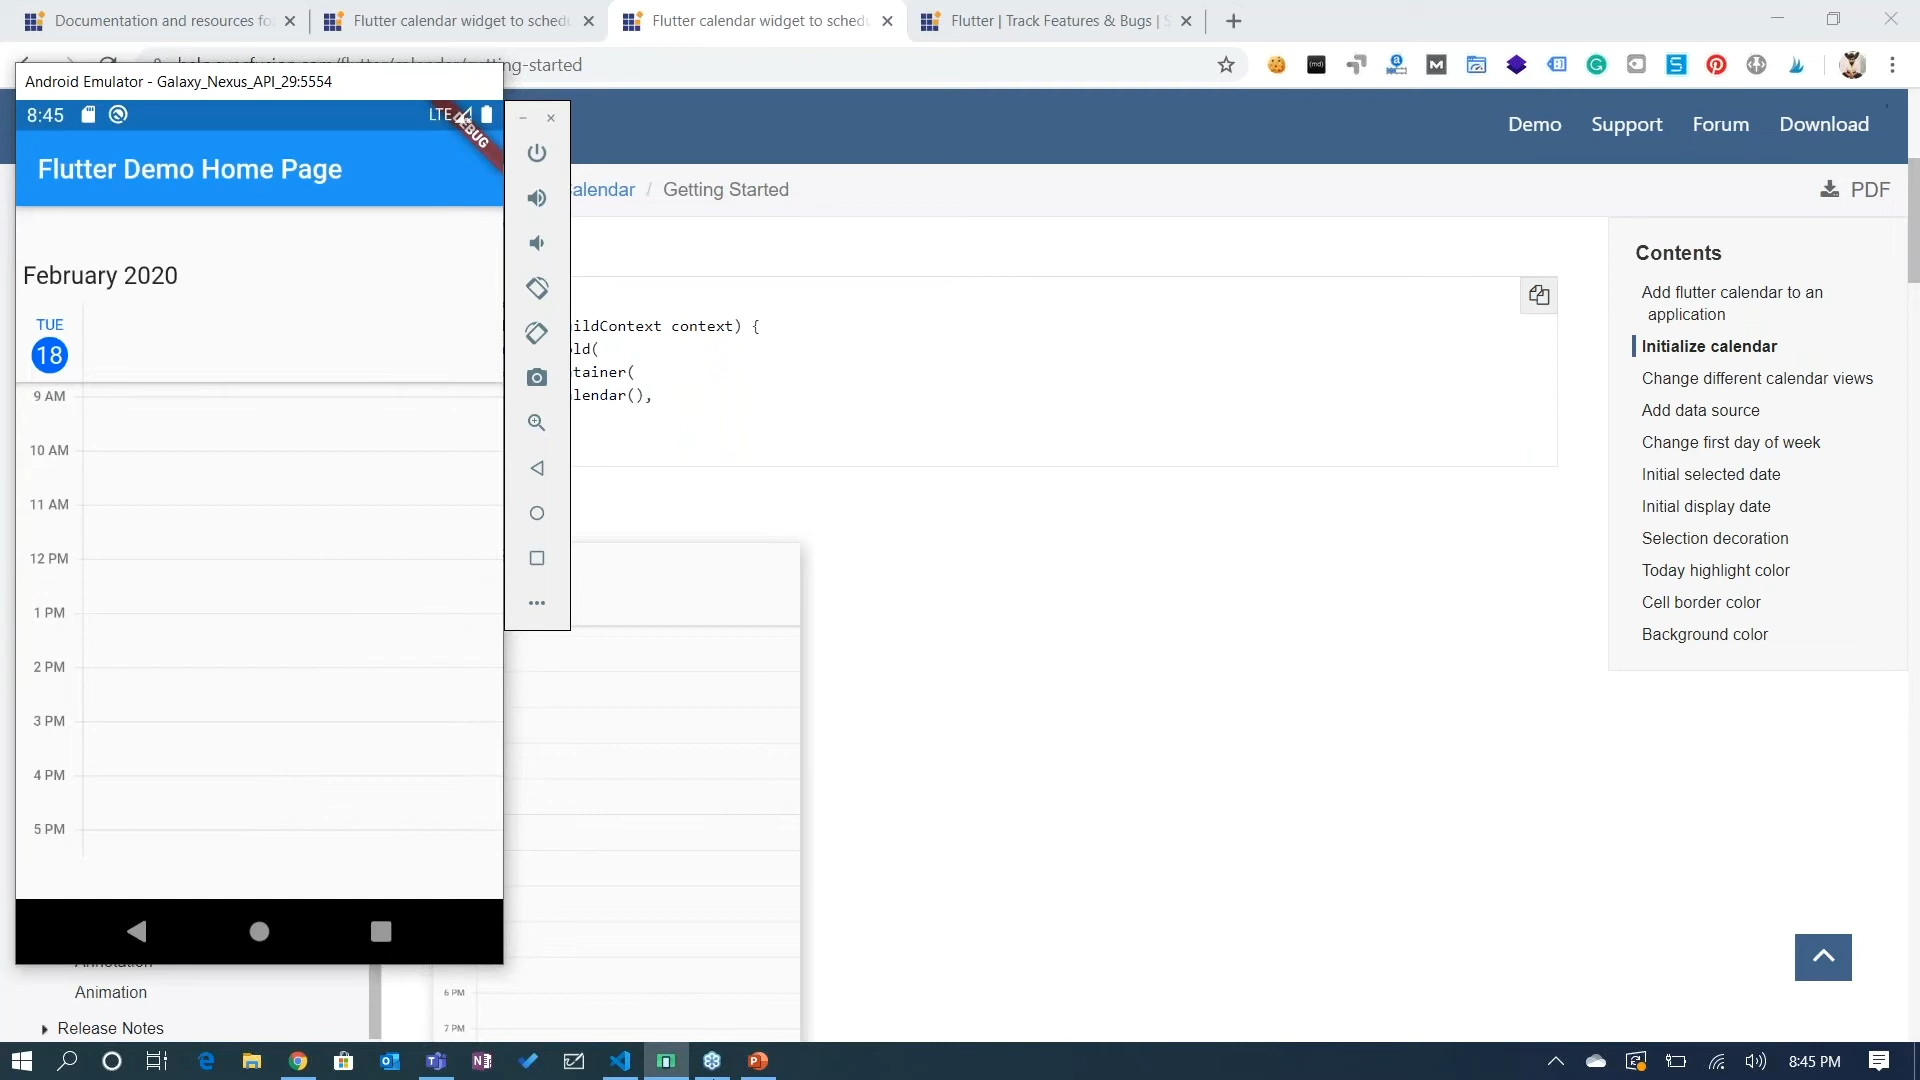 Documentation and resources fo
Flutter calendar widget to sched
Flutter calendar widget to sched
Flutter | Track Features & Bugs | S
ng-started
Android Emulator - Galaxy_Nexus_API_29:5554
8:45
LTE
DEBUG
Flutter Demo Home Page
Demo
Support
Forum
Download
alendar / Getting Started
PDF
February 2020
TUE
18
9 AM
10 AM
11 AM
12 PM
1 PM
2 PM
3 PM
4 PM
5 PM
ildContext context) {
ld(
tainer(
lendar(),
Contents
Add flutter calendar to an
application
Initialize calendar
Change different calendar views
Add data source
Change first day of week
Initial selected date
Initial display date
Selection decoration
Today highlight color
Cell border color
Background color
Animation
Release Notes
6 PM
7 PM
8:45 PM